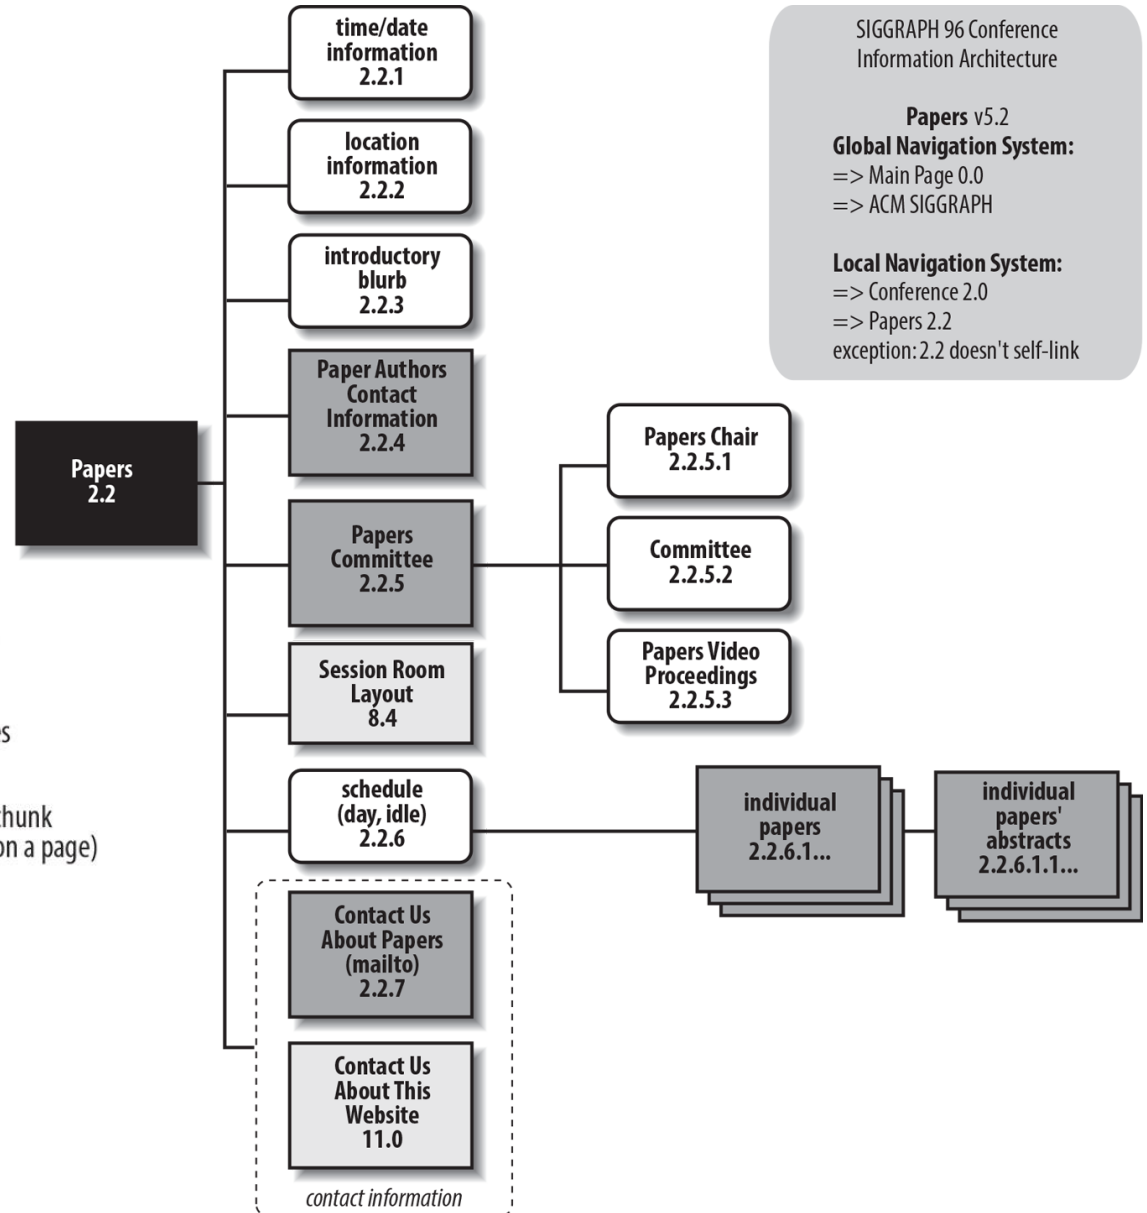 time/date
information
2.2.1
location
information
2.2.2
introductory
blurb
2.2.3
Paper Authors
Contact
Information
2.2.4
Papers
2.2
Papers
Committee
2.2.5
Papers Chair
2.2.5.1
Committee
2.2.5.2
Papers Video
Proceedings
2.2.5.3
Session Room
Layout
8.4
schedule
(day, idle)
2.2.6
individual
papers
2.2.6.1...
individual
papers'
abstracts
2.2.6.1.1...
Contact Us
About Papers
(mailto)
2.2.7
Contact Us
About This
Website
11.0
contact information
SIGGRAPH 96 Conference
Information Architecture
Papers v5.2
Global Navigation System:
=> Main Page 0.0
=> ACM SIGGRAPH
Local Navigation System:
=> Conference 2.0
=> Papers 2.2
exception: 2.2 doesn't self-link
on a page)